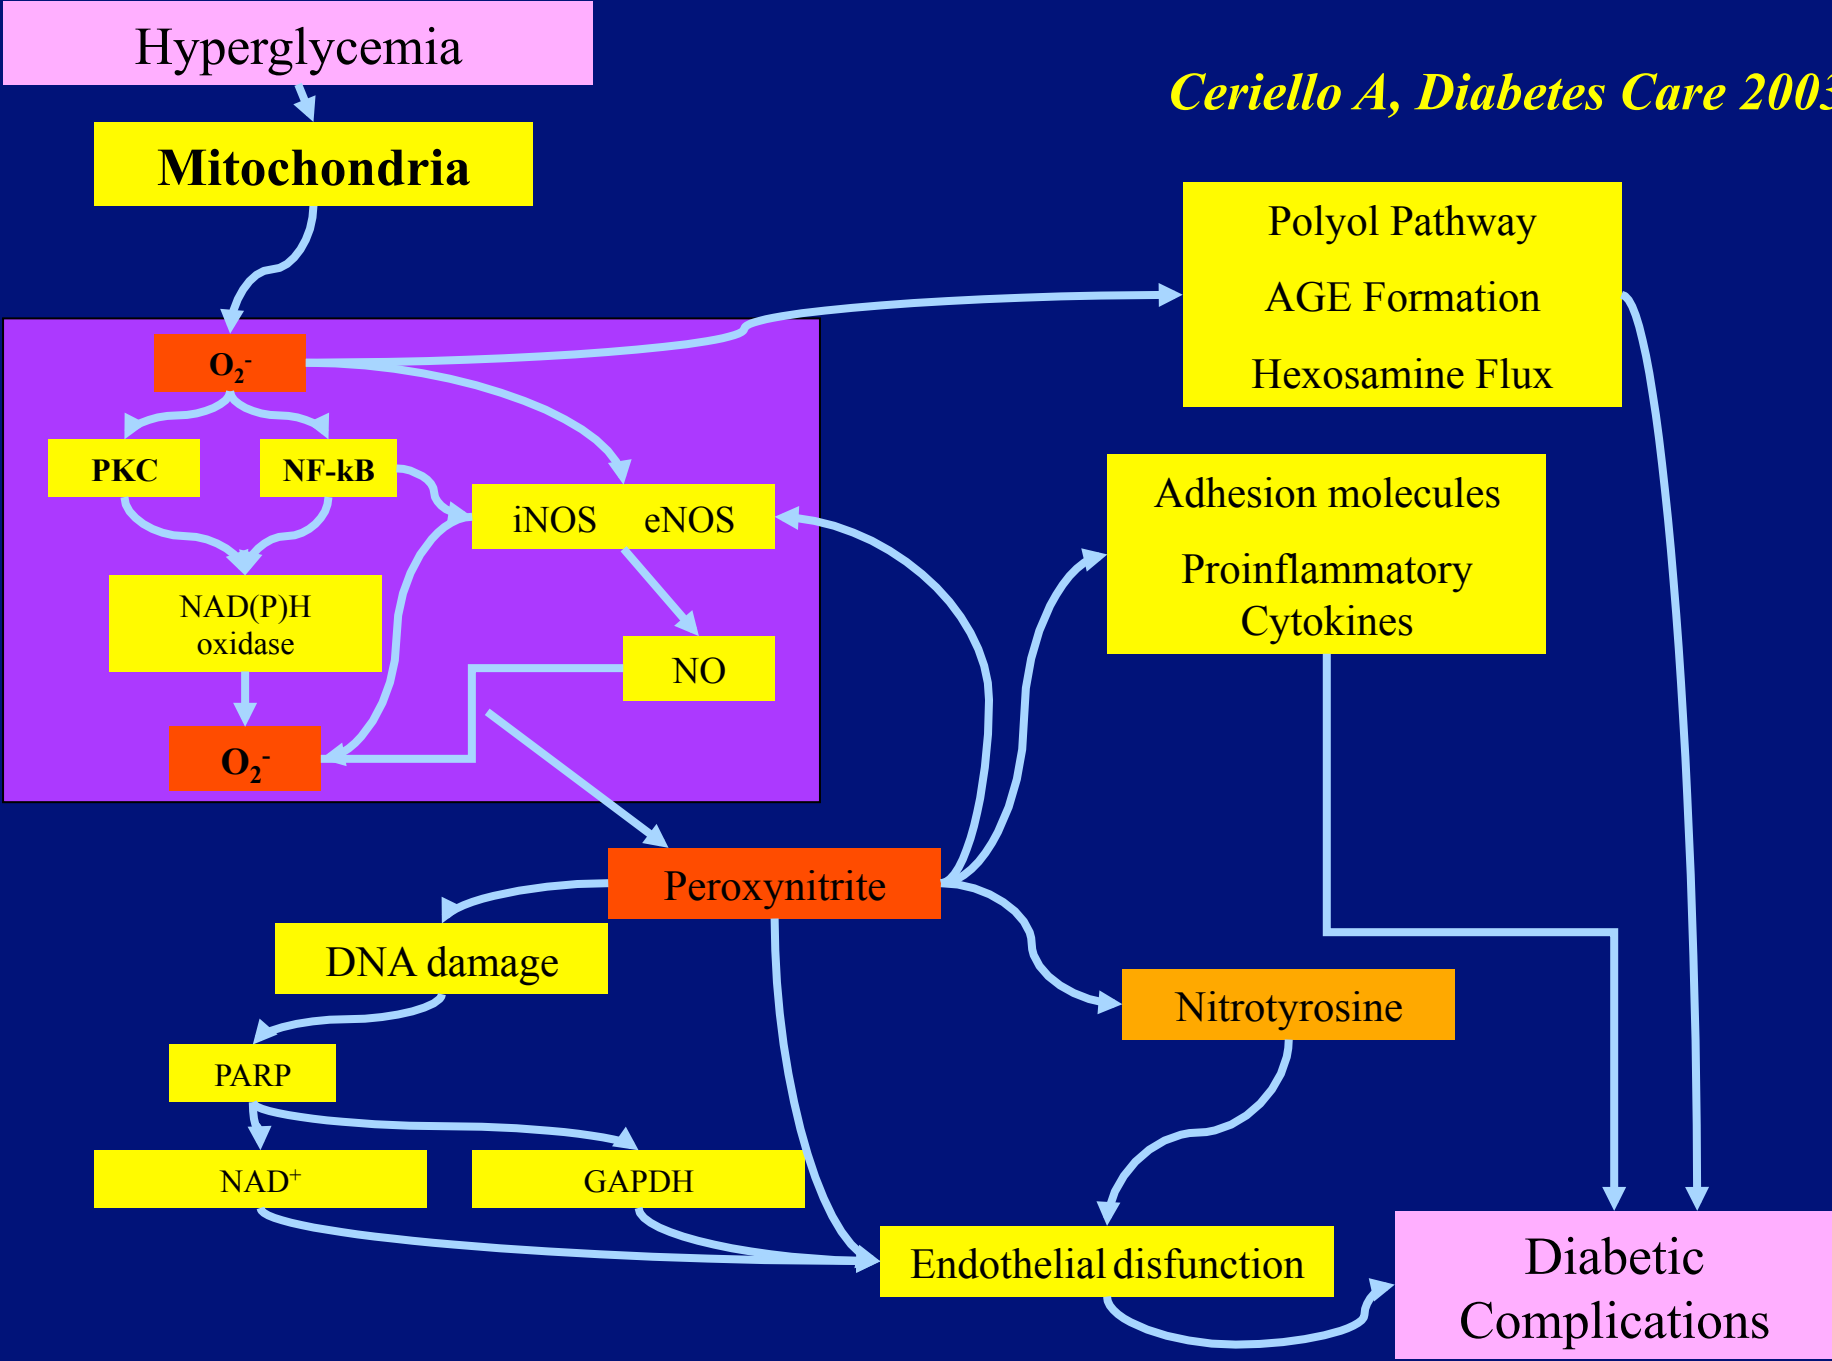 Hyperglycemia
Ceriello A, Diabetes Care 2003
Mitochondria
Polyol Pathway
AGE Formation
Hexosamine Flux
O₂⁻
PKC
NF-kB
iNOS eNOS
Adhesion molecules
Proinflammatory
Cytokines
NAD(P)H
oxidase
NO
O₂⁻
Peroxynitrite
DNA damage
Nitrotyrosine
PARP
NAD⁺
GAPDH
Endothelial disfunction
Diabetic
Complications